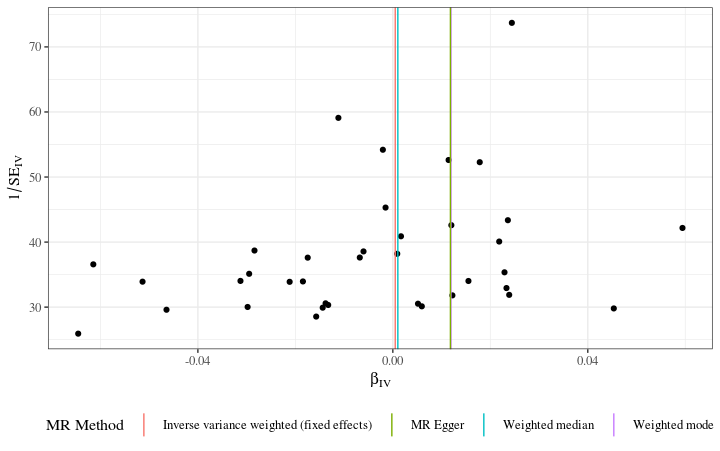 70
60
50
40
30
1/SE_IV
-0.04 0.00 0.04
β_IV
MR Method Inverse variance weighted (fixed effects) MR Egger Weighted median Weighted mode